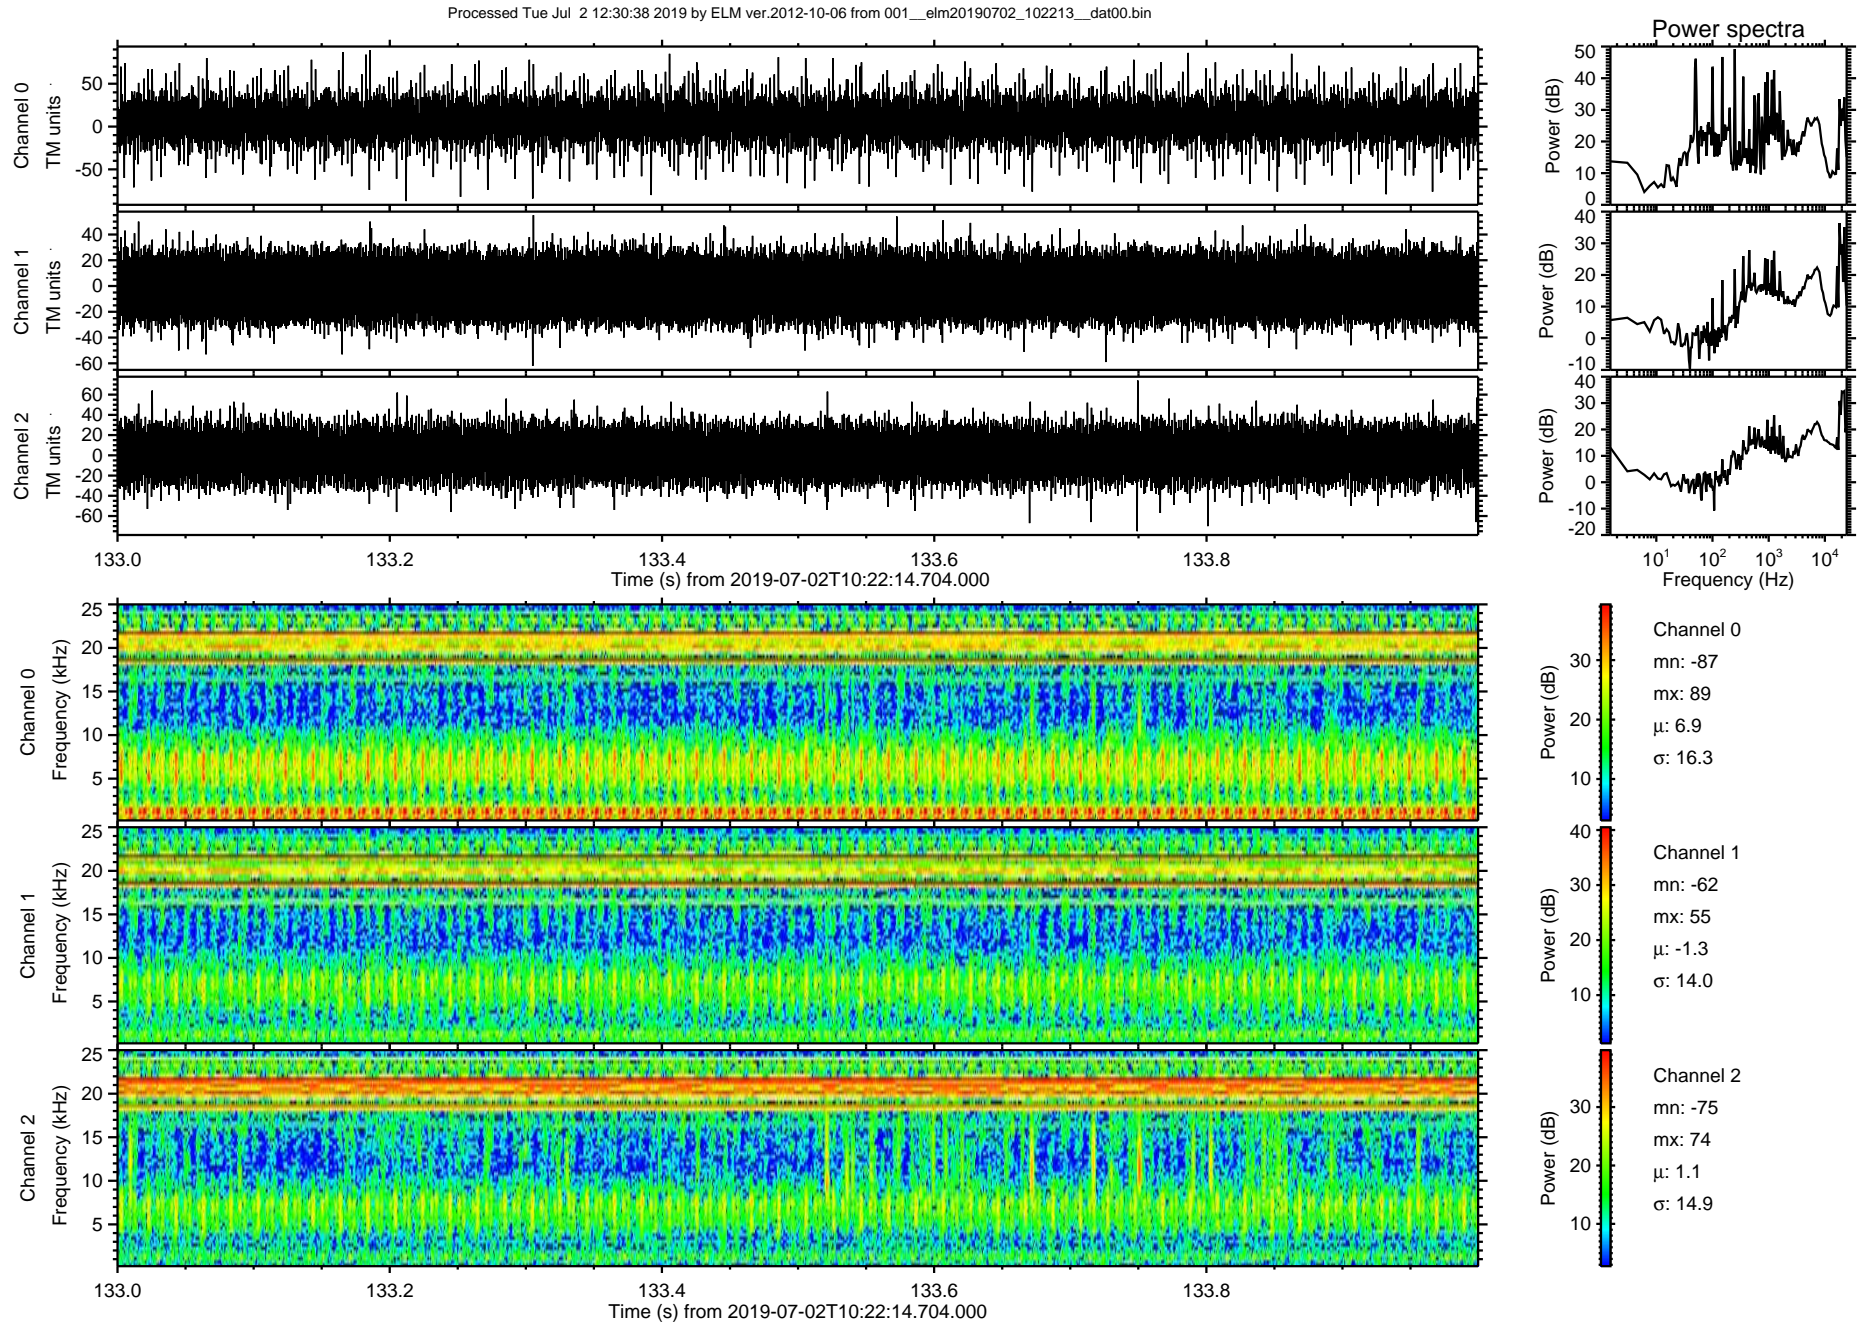 Processed Tue Jul  2 12:30:38 2019 by ELM ver.2012-10-06 from 001__elm20190702_102213__dat00.bin
Power spectra
Channel 0
TM units
50
0
-50
Power (dB)
50
40
30
20
10
0
Channel 1
TM units
40
20
0
-20
-40
-60
Power (dB)
40
30
20
10
0
-10
Channel 2
TM units
60
40
20
0
-20
-40
-60
Power (dB)
40
30
20
10
0
-10
-20
133.0 133.2 133.4 133.6 133.8
Time (s) from 2019-07-02T10:22:14.704.000
10^1 10^2 10^3 10^4
Frequency (Hz)
Channel 0
Frequency (kHz)
25
20
15
10
5
Power (dB)
30
20
10
Channel 0
mn: -87
mx: 89
μ: 6.9
σ: 16.3
Channel 1
Frequency (kHz)
25
20
15
10
5
Power (dB)
40
30
20
10
Channel 1
mn: -62
mx: 55
μ: -1.3
σ: 14.0
Channel 2
Frequency (kHz)
25
20
15
10
5
Power (dB)
30
20
10
Channel 2
mn: -75
mx: 74
μ: 1.1
σ: 14.9
133.0 133.2 133.4 133.6 133.8
Time (s) from 2019-07-02T10:22:14.704.000